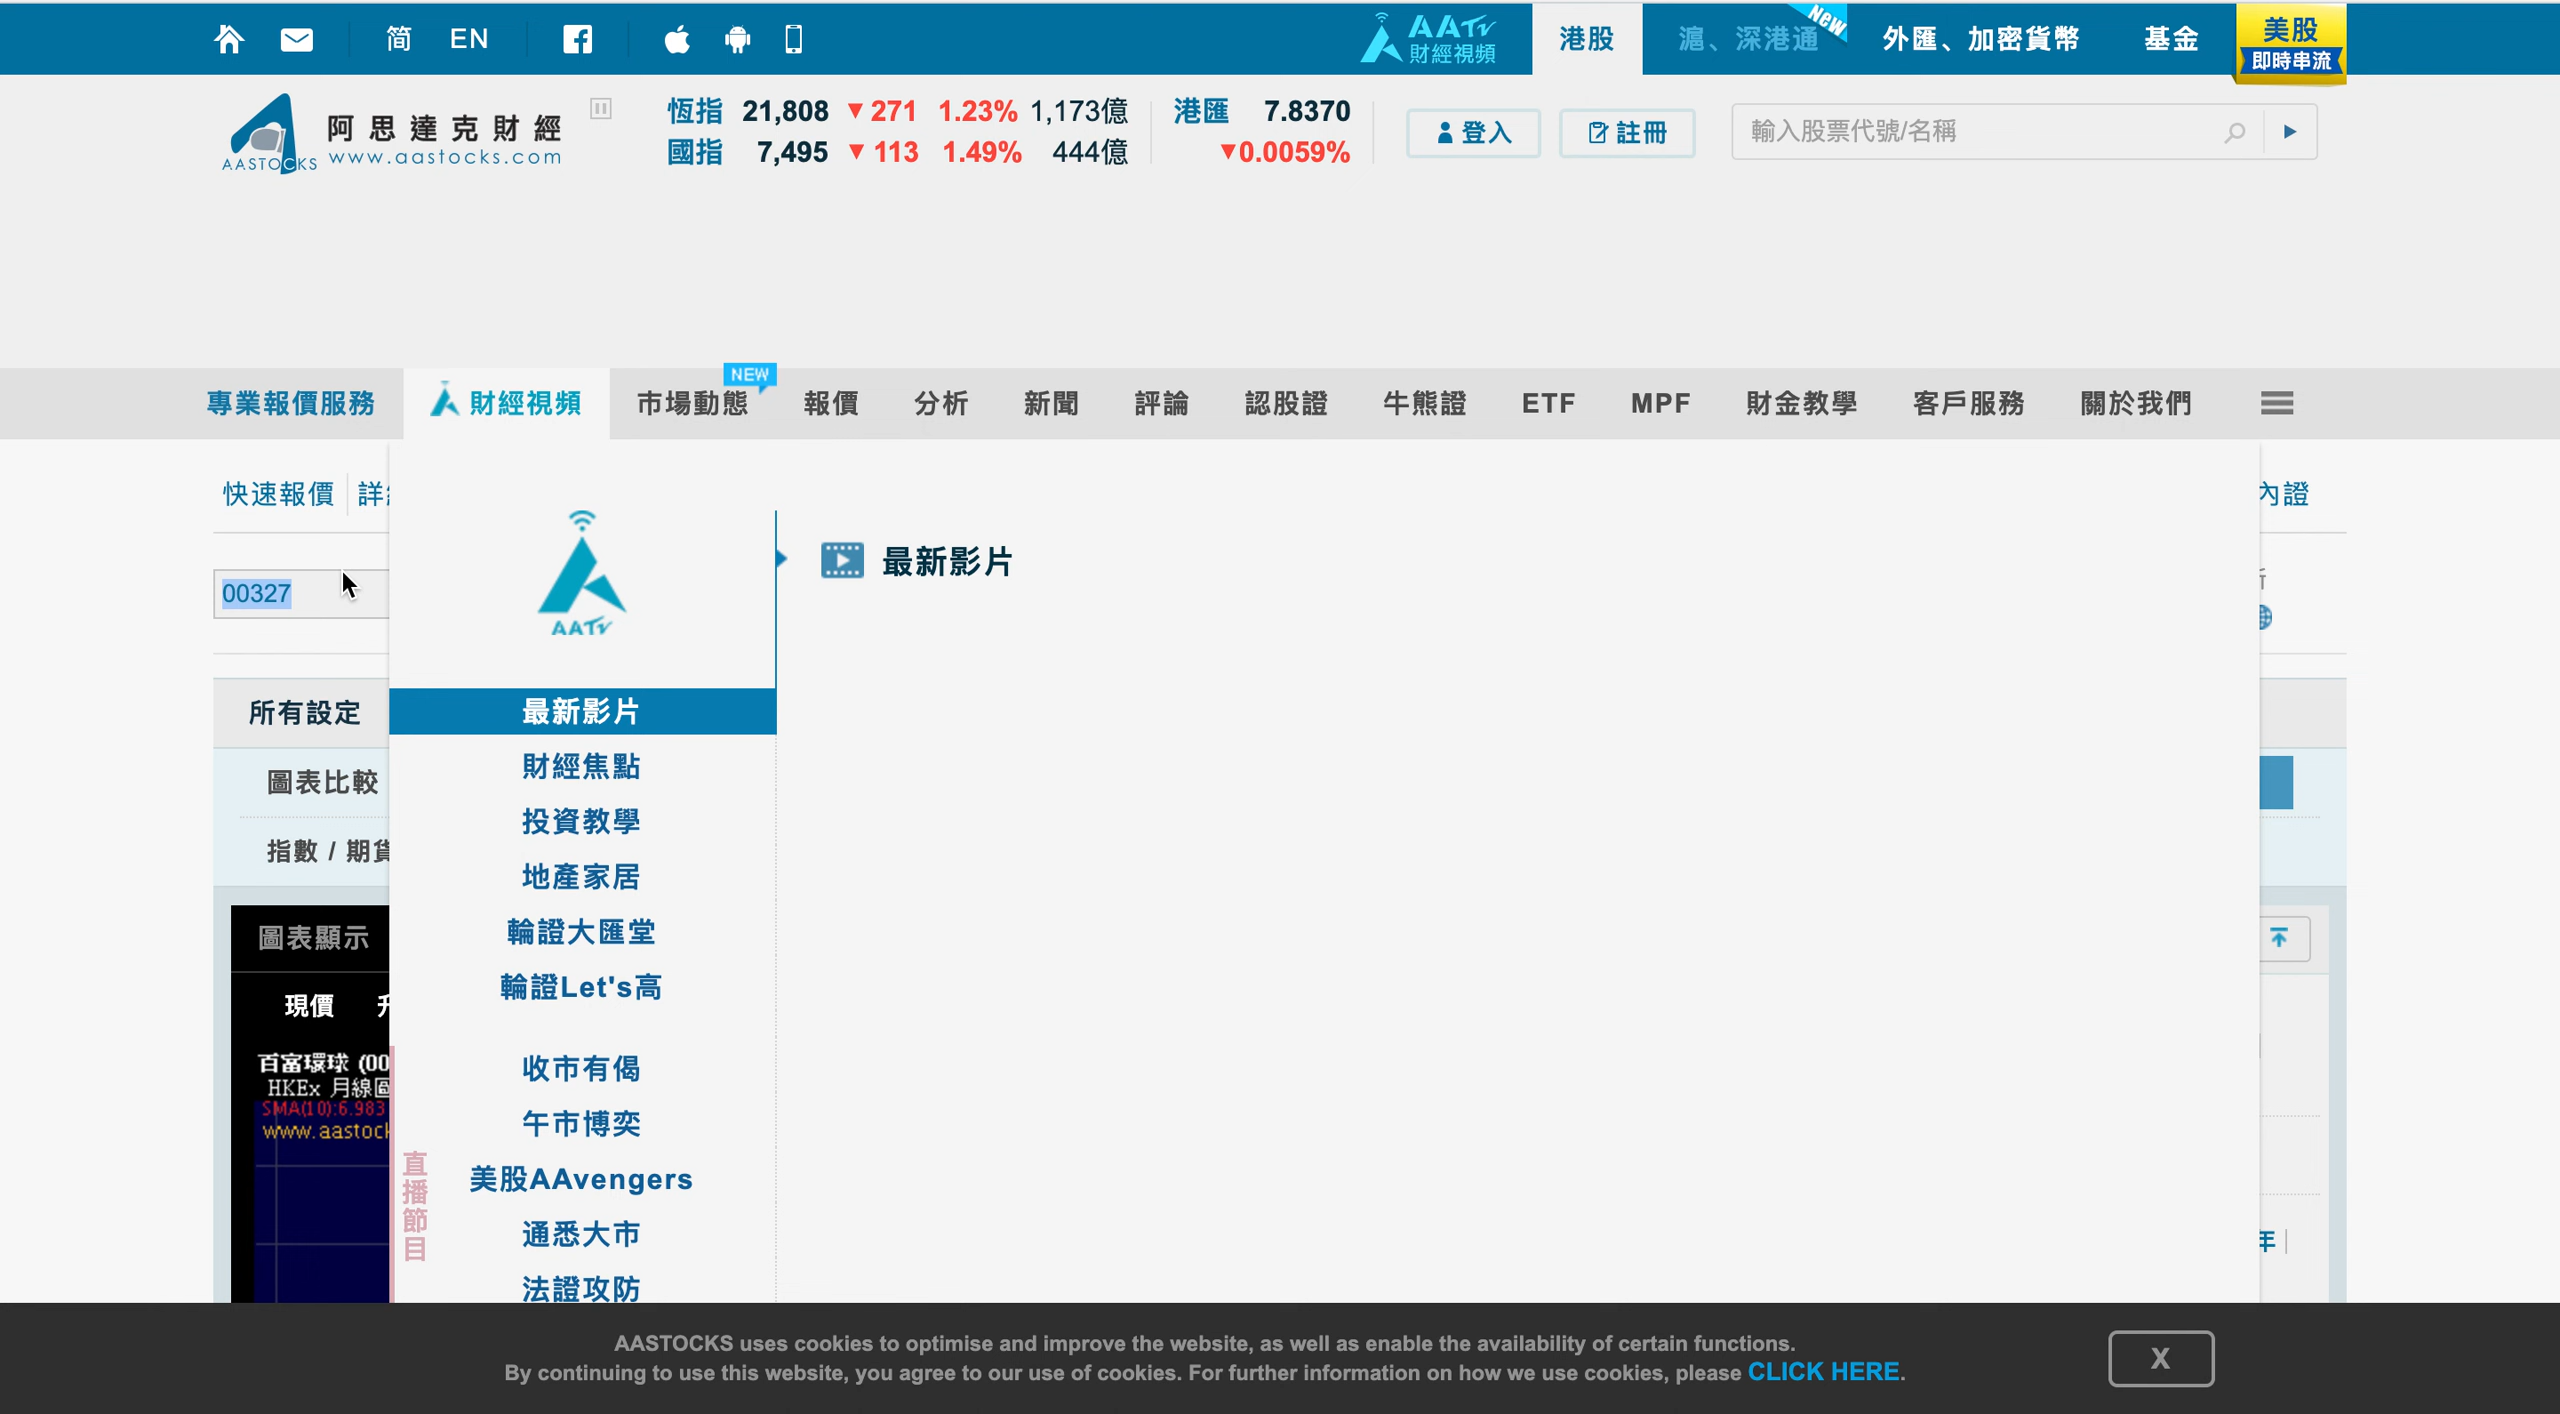 简 EN
AATV 財經視頻
港股
滬、深港通
New
外匯、加密貨幣
基金
美股
即時串流
AASTOCKS
阿思達克財經
www.aastocks.com
恆指 21,808 ▼271 1.23% 1,173億
國指 7,495 ▼113 1.49% 444億
港匯 7.8370
▼0.0059%
登入
註冊
輸入股票代號/名稱
專業報價服務
財經視頻
市場動態
NEW
報價
分析
新聞
評論
認股證
牛熊證
ETF
MPF
財金教學
客戶服務
關於我們
快速報價
內證
00327
AATV
最新影片
所有設定
最新影片
財經焦點
圖表比較
投資教學
指數 / 期貨
地產家居
輪證大匯堂
圖表顯示
輪證Let's高
現價 升
百富環球 (00
HKEx 月線圖
SMA(10):6.983
www.aastock
收市有偈
午市博奕
直播節目
美股AAvengers
通悉大市
年
法證攻防
AASTOCKS uses cookies to optimise and improve the website, as well as enable the availability of certain functions.
By continuing to use this website, you agree to our use of cookies. For further information on how we use cookies, please CLICK HERE.
X